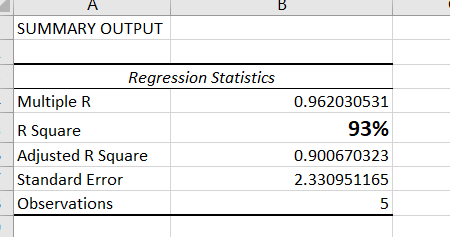 A B
SUMMARY OUTPUT
Regression Statistics
Multiple R 0.962030531
R Square 93%
Adjusted R Square 0.900670323
Standard Error 2.330951165
Observations 5